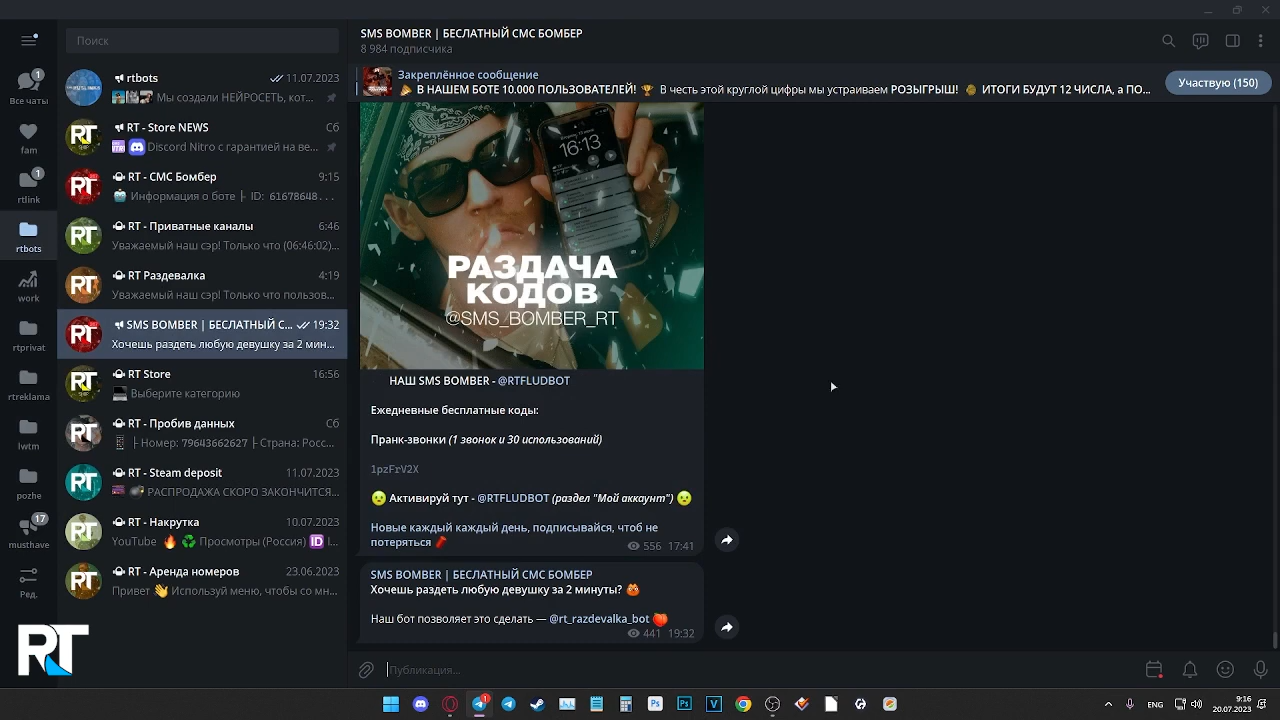 Поиск
SMS BOMBER | БЕСЛАТНЫЙ СМС БОМБЕР
8 984 подписчика
Закреплённое сообщение
В НАШЕМ БОТЕ 10.000 ПОЛЬЗОВАТЕЛЕЙ! 🏆 В честь этой круглой цифры мы устраиваем РОЗЫГРЫШ! ИТОГИ БУДУТ 12 ЧИСЛА, а по...
Участвую (150)
1
Все чаты
fam
1
rtlink
rtbots
work
rtprivat
rtreklama
lwtm
pozhe
17
musthave
Ред.
rtbots 11.07.2023
Мы создали НЕЙРОСЕТЬ, кот...
RT - Store NEWS Сб
Discord Nitro с гарантией на ве...
RT - СМС Бомбер 9:15
Информация о боте ├ ID: 61678648...
RT - Приватные каналы 6:46
Уважаемый наш сэр! Только что (06:46:02)...
RT Раздевалка 4:19
Уважаемый наш сэр! Только что пользов...
SMS BOMBER | БЕСЛАТНЫЙ С... 19:32
Хочешь раздеть любую девушку за 2 мин...
RT Store 16:56
Выберите категорию
RT - Пробив данных Сб
├ Номер: 79643662627 ├ Страна: Росс...
RT - Steam deposit 11.07.2023
РАСПРОДАЖА СКОРО ЗАКОНЧИТСЯ...
RT - Накрутка 10.07.2023
YouTube 🔥 ♻️ Просмотры (Россия) 🆔 I...
RT - Аренда номеров 23.06.2023
Привет 👋 Используй меню, чтобы со мн...
RT
16:13
РАЗДАЧА
КОДОВ
@SMS_BOMBER_RT
НАШ SMS BOMBER - @RTFLUDBOT
Ежедневные бесплатные коды:
Пранк-звонки (1 звонок и 30 использований)
1pzFrV2X
Активируй тут - @RTFLUDBOT (раздел "Мой аккаунт")
Новые каждый каждый день, подписывайся, чтоб не
потеряться 🧨
556 17:41
SMS BOMBER | БЕСЛАТНЫЙ СМС БОМБЕР
Хочешь раздеть любую девушку за 2 минуты?
Наш бот позволяет это сделать — @rt_razdevalka_bot 🍑
441 19:32
Публикация...
ENG
9:16
20.07.2023